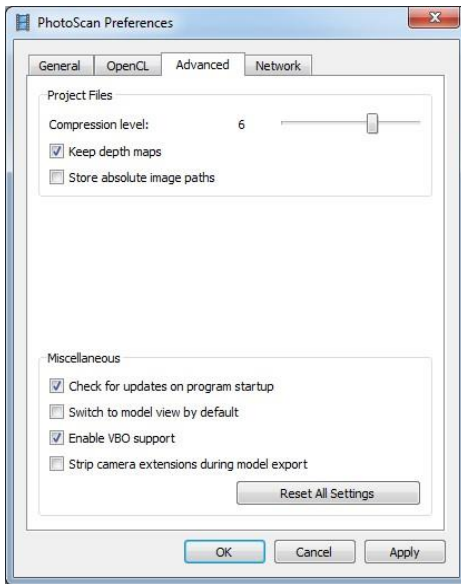 PhotoScan Preferences
General OpenCL Advanced Network
Project Files
Compression level: 6
Keep depth maps
Store absolute image paths
Miscellaneous
Check for updates on program startup
Switch to model view by default
Enable VBO support
Strip camera extensions during model export
Reset All Settings
OK Cancel Apply